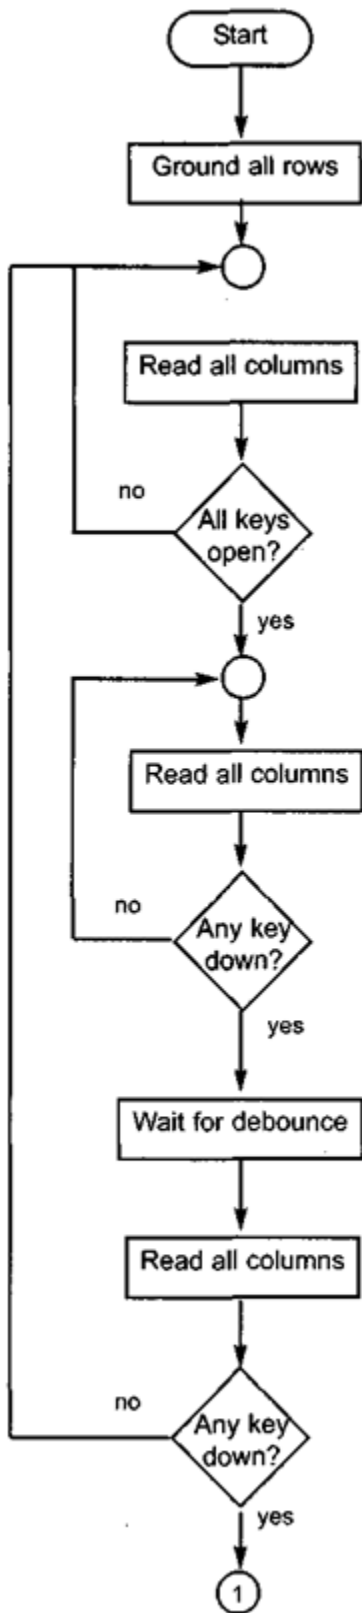 Start
Ground all rows
Read all columns
no
All keys
open?
yes
Read all columns
no
Any key
down?
yes
Wait for debounce
Read all columns
no
Any key
down?
yes
1